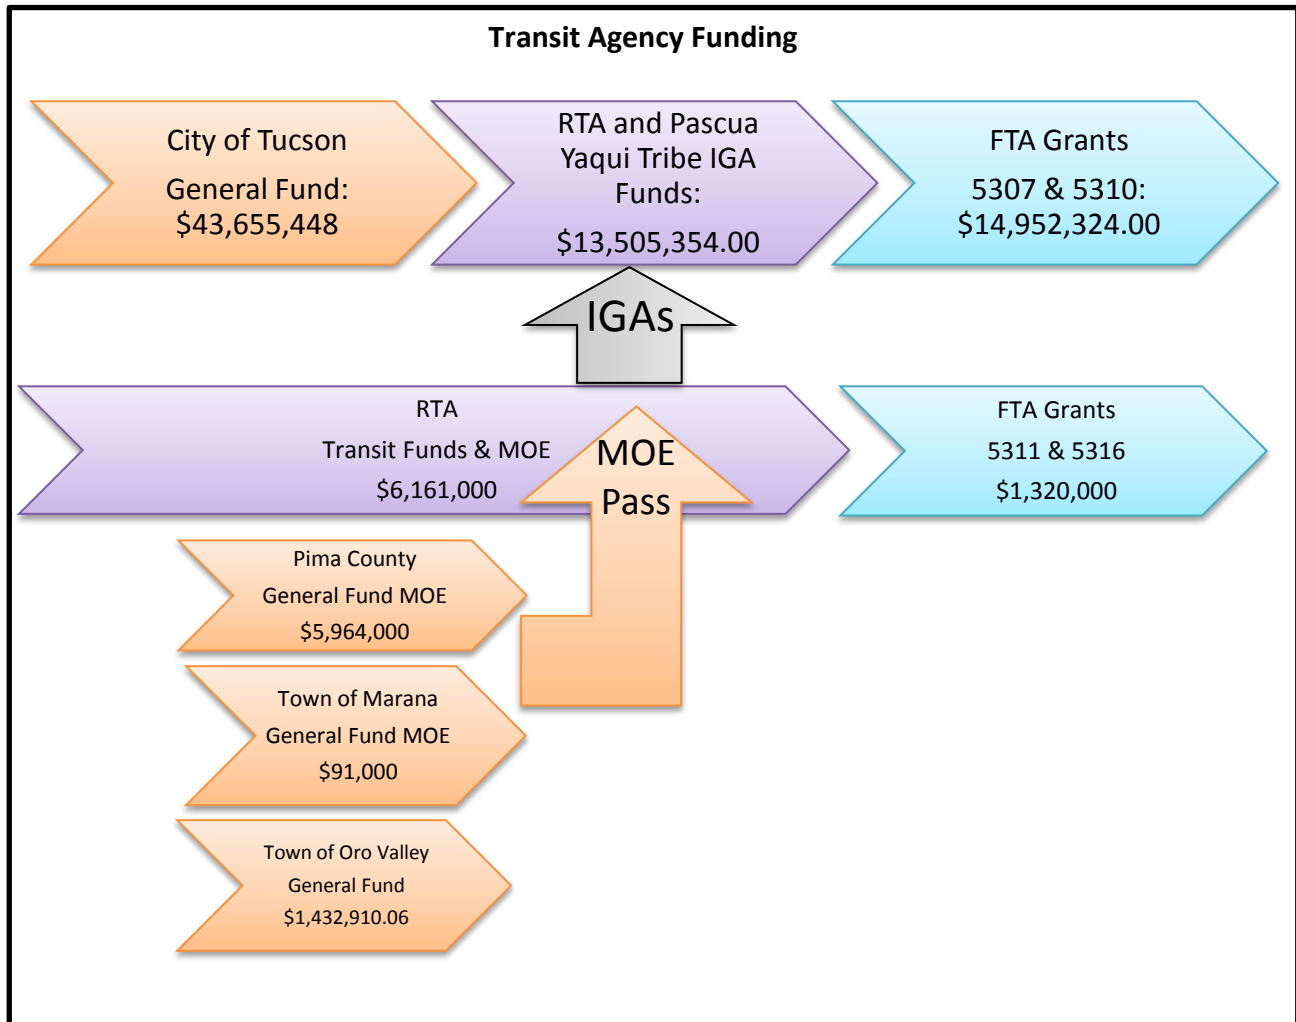 Transit Agency Funding
City of Tucson
General Fund:
$43,655,448
RTA and Pascua
Yaqui Tribe IGA
Funds:
$13,505,354.00
FTA Grants
5307 & 5310:
$14,952,324.00
IGAs
RTA
Transit Funds & MOE
$6,161,000
MOE
Pass
FTA Grants
5311 & 5316
$1,320,000
Pima County
General Fund MOE
$5,964,000
Town of Marana
General Fund MOE
$91,000
Town of Oro Valley
General Fund
$1,432,910.06